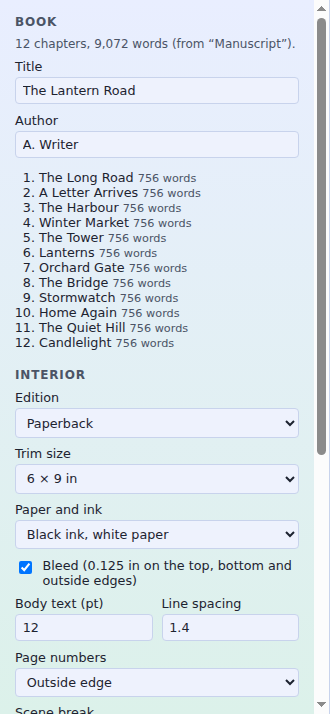 BOOK
12 chapters, 9,072 words (from “Manuscript”).
Title
The Lantern Road
Author
A. Writer
1. The Long Road 756 words
2. A Letter Arrives 756 words
3. The Harbour 756 words
4. Winter Market 756 words
5. The Tower 756 words
6. Lanterns 756 words
7. Orchard Gate 756 words
8. The Bridge 756 words
9. Stormwatch 756 words
10. Home Again 756 words
11. The Quiet Hill 756 words
12. Candlelight 756 words
INTERIOR
Edition
Paperback
Trim size
6 × 9 in
Paper and ink
Black ink, white paper
Bleed (0.125 in on the top, bottom and
outside edges)
Body text (pt) Line spacing
12 1.4
Page numbers
Outside edge
Scene break